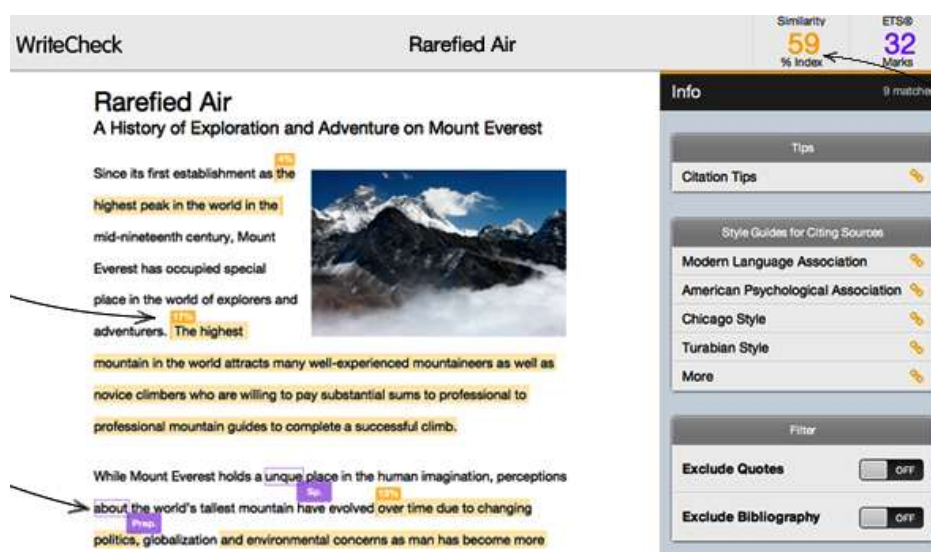 WriteCheck
Rarefied Air
Similarity
59
% Index
ETS®
32
Marks
Rarefied Air
A History of Exploration and Adventure on Mount Everest
4%
Since its first establishment as the
highest peak in the world in the
mid-nineteenth century, Mount
Everest has occupied special
place in the world of explorers and
17%
adventurers. The highest
mountain in the world attracts many well-experienced mountaineers as well as
novice climbers who are willing to pay substantial sums to professional to
professional mountain guides to complete a successful climb.
While Mount Everest holds a unque place in the human imagination, perceptions
Sp.
13%
about the world's tallest mountain have evolved over time due to changing
Prep.
politics, globalization and environmental concerns as man has become more
Info
9 matche
Tips
Citation Tips
Style Guides for Citing Sources
Modern Language Association
American Psychological Association
Chicago Style
Turabian Style
More
Filter
Exclude Quotes
OFF
Exclude Bibliography
OFF